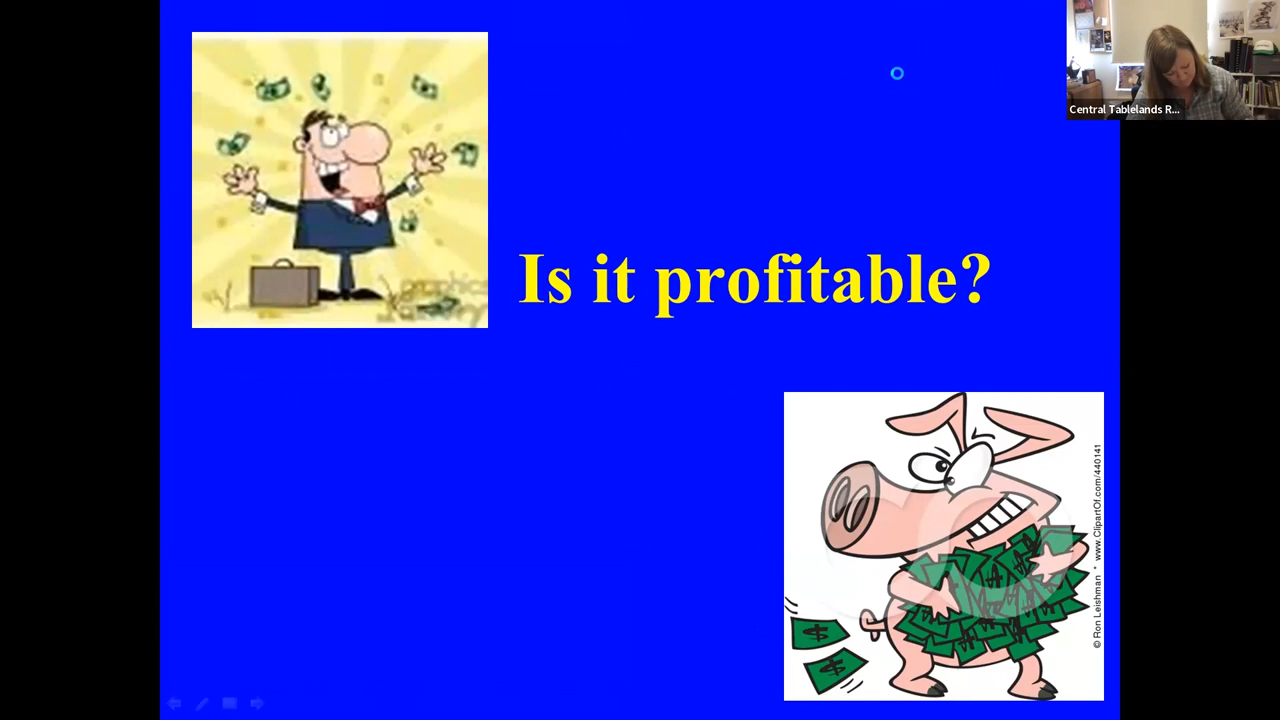 Central Tablelands R...
Is it profitable?
© Ron Leishman * www.ClipartOf.com/440141